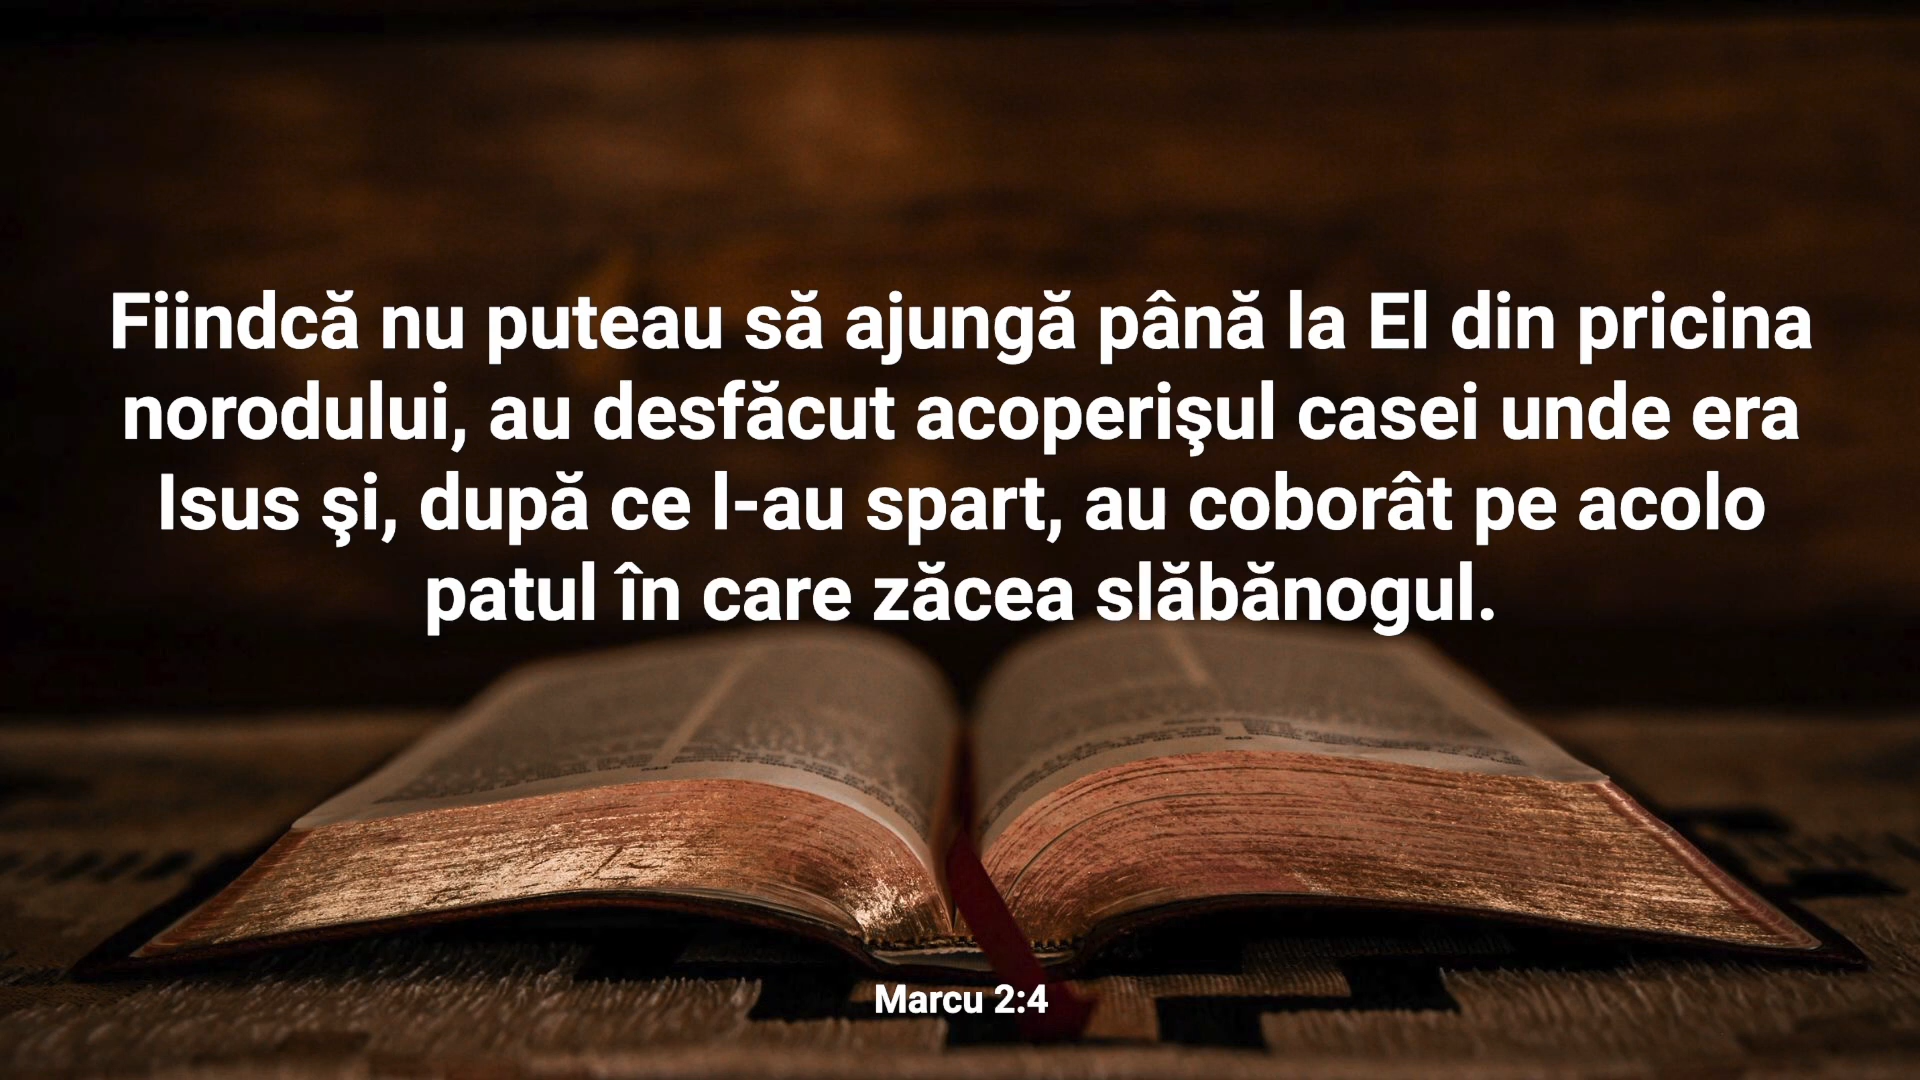 Fiindcă nu puteau să ajungă până la El din pricina
norodului, au desfăcut acoperişul casei unde era
Isus şi, după ce l-au spart, au coborât pe acolo
patul în care zăcea slăbănogul.
Marcu 2:4